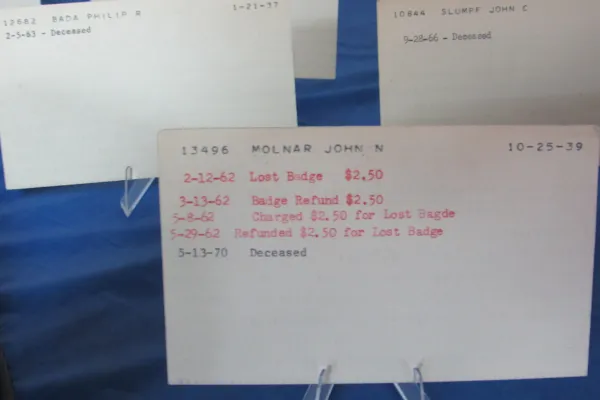 12682 BADA PHILIP R 1-21-37
2-5-63 - Deceased
10844 SLUMPF JOHN C
9-28-66 - Deceased
13496 MOLNAR JOHN N 10-25-39
2-12-62 Lost Badge $2.50
3-13-62 Badge Refund $2.50
5-8-62 Charged $2.50 for Lost Bagde
5-29-62 Refunded $2.50 for Lost Badge
5-13-70 Deceased